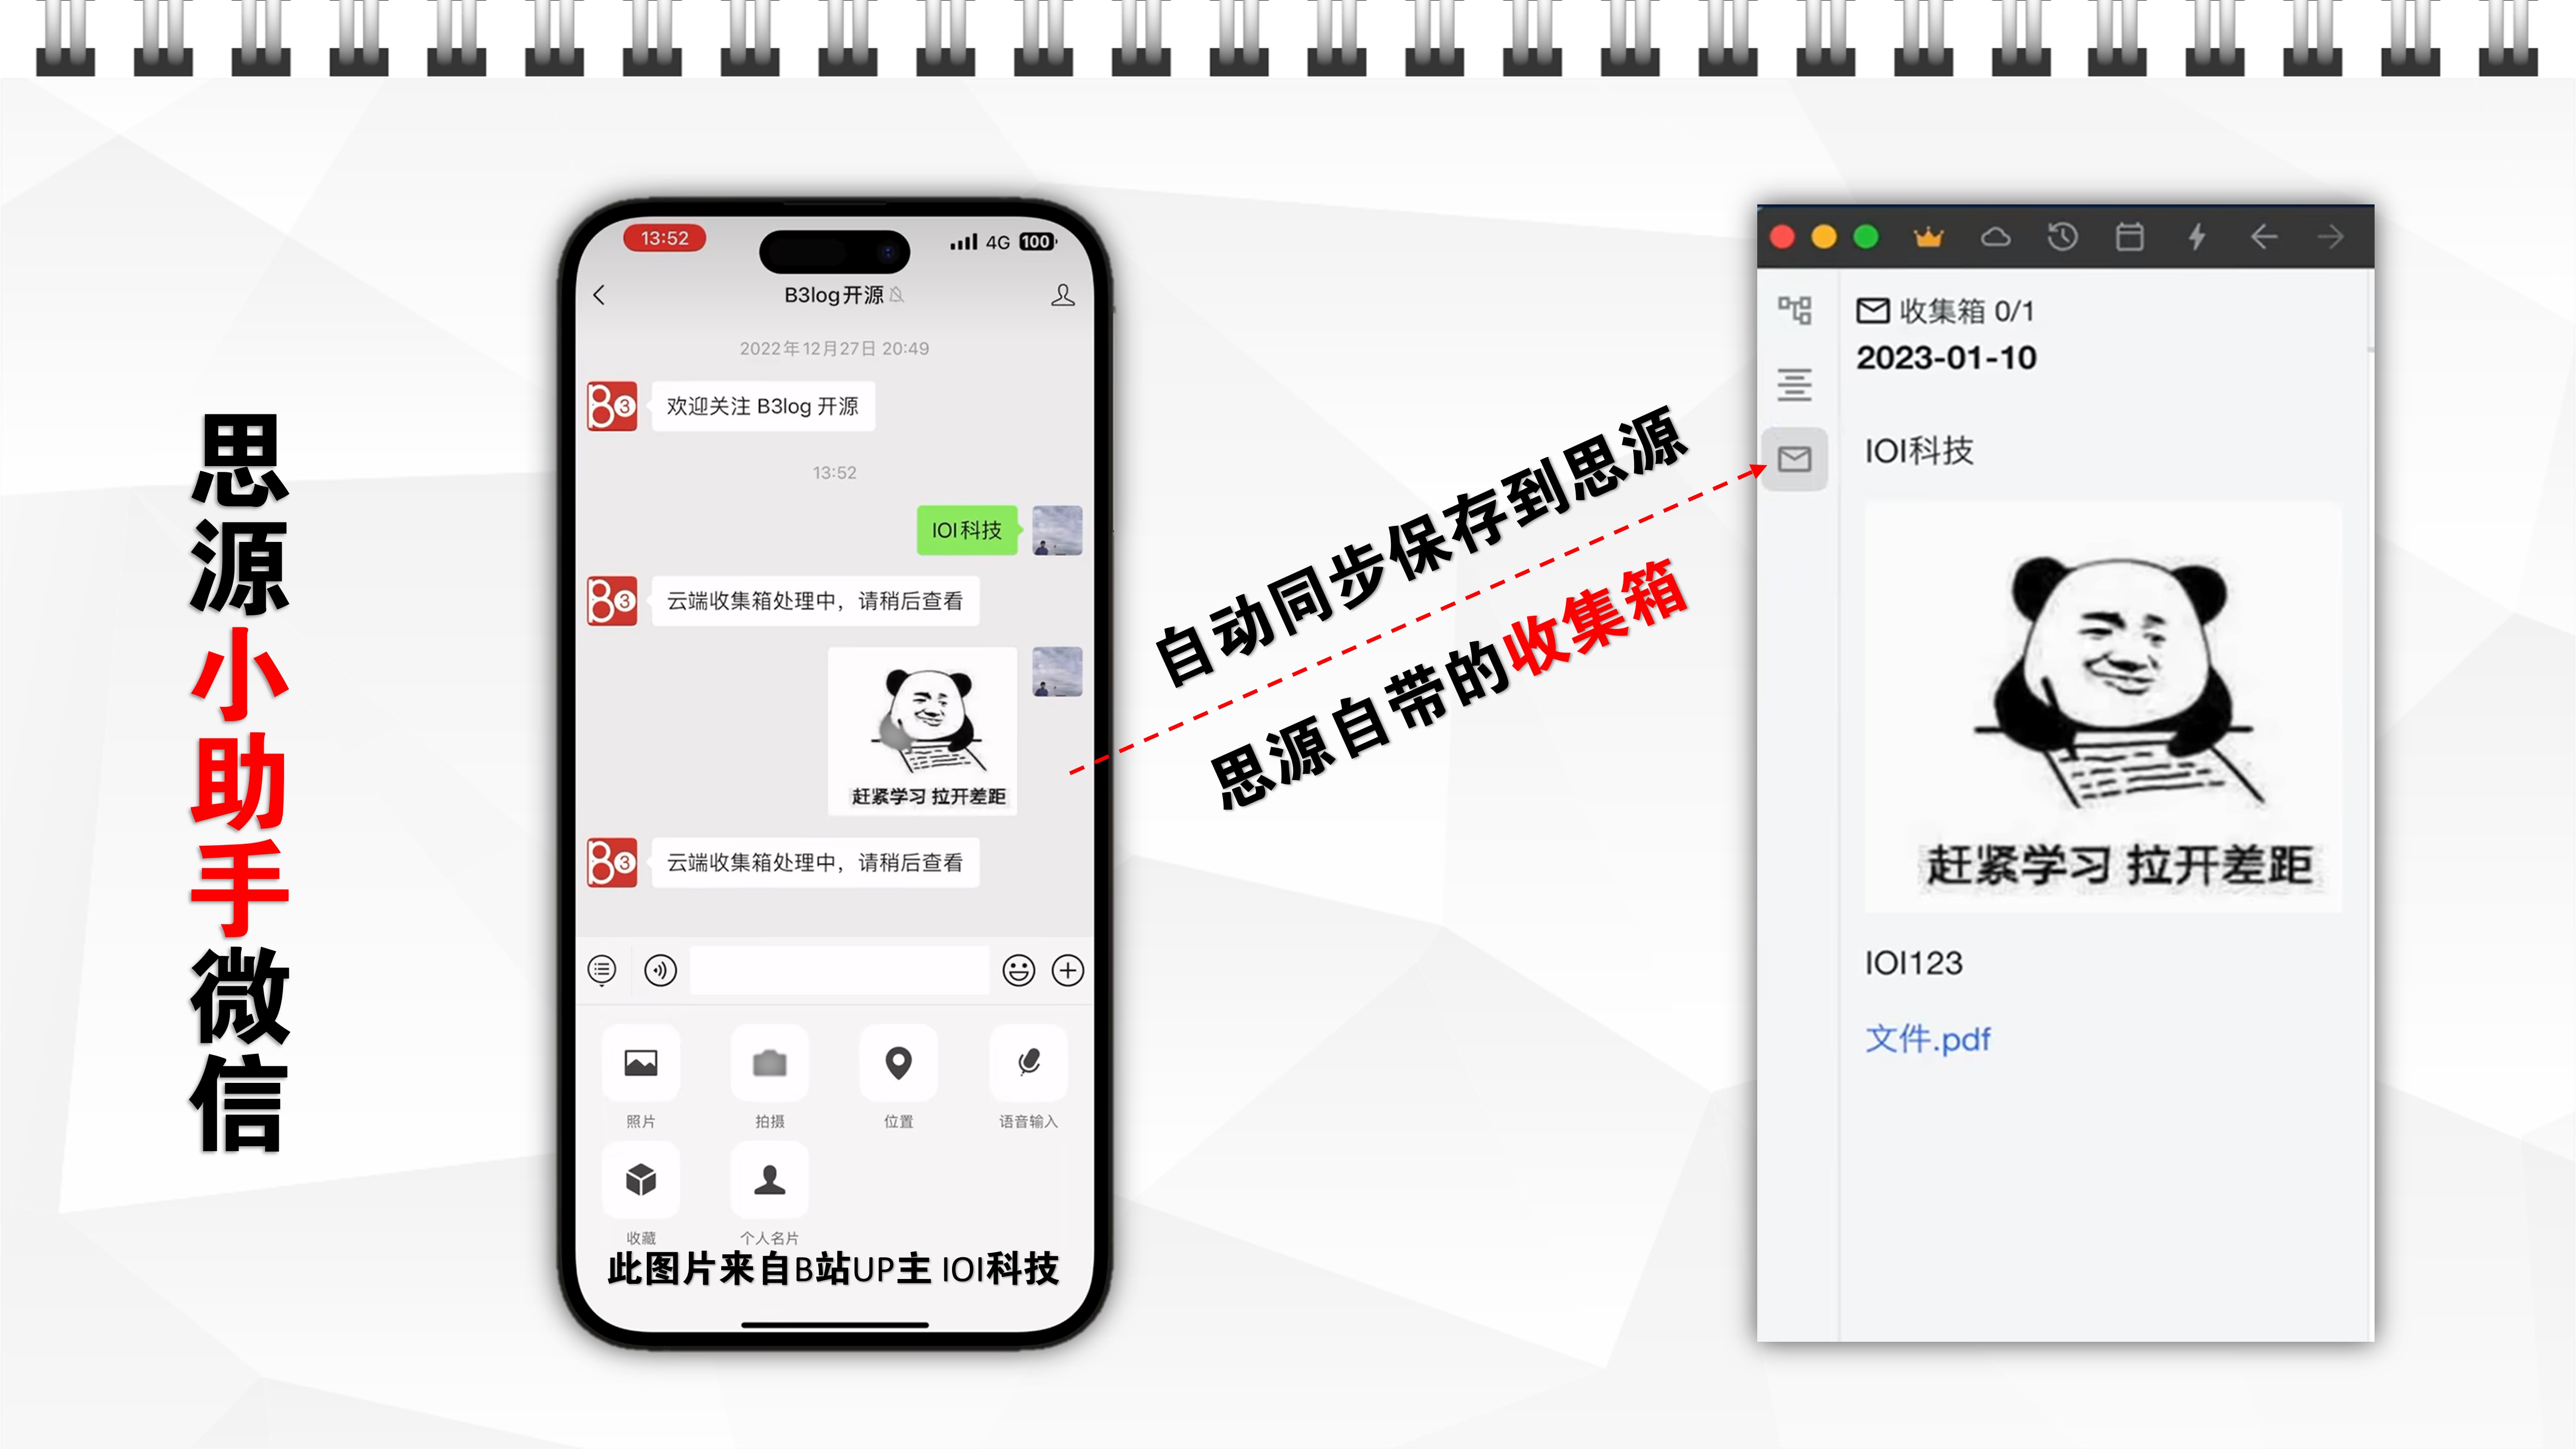 思源小助手微信
13:52
4G 100
B3log开源
2022年12月27日 20:49
欢迎关注 B3log 开源
13:52
IOI科技
云端收集箱处理中，请稍后查看
赶紧学习 拉开差距
云端收集箱处理中，请稍后查看
照片
拍摄
位置
语音输入
收藏
个人名片
此图片来自B站UP主 IOI科技
自动同步保存到思源
思源自带的收集箱
收集箱 0/1
2023-01-10
IOI科技
赶紧学习 拉开差距
IOI123
文件.pdf